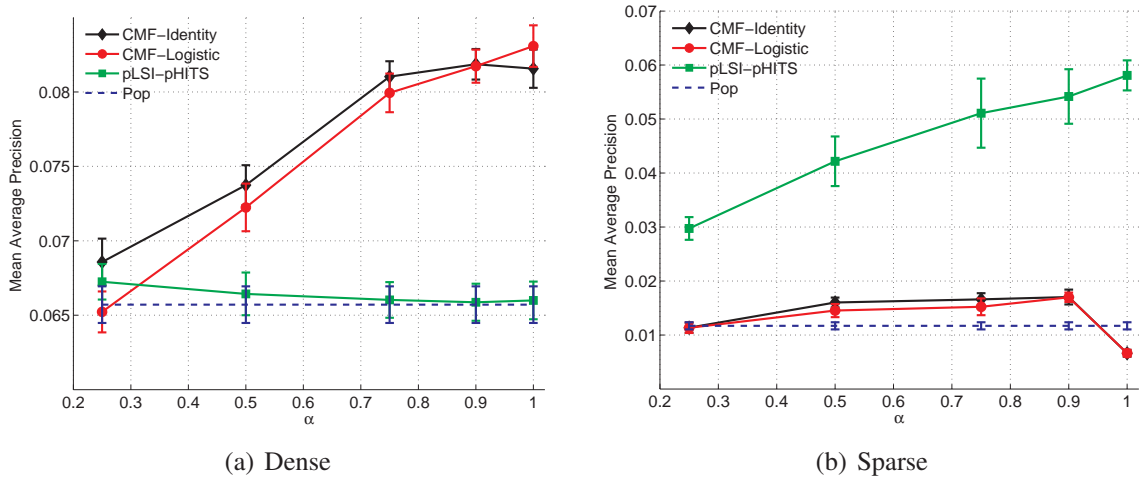 CMF−Identity
CMF−Logistic
pLSI−pHITS
Pop
Mean Average Precision
0.08
0.075
0.07
0.065
0.2 0.3 0.4 0.5 0.6 0.7 0.8 0.9 1
α
(a) Dense
0.07
CMF−Identity
CMF−Logistic
pLSI−pHITS
Pop
Mean Average Precision
0.06
0.05
0.04
0.03
0.02
0.01
0.2 0.3 0.4 0.5 0.6 0.7 0.8 0.9 1
α
(b) Sparse